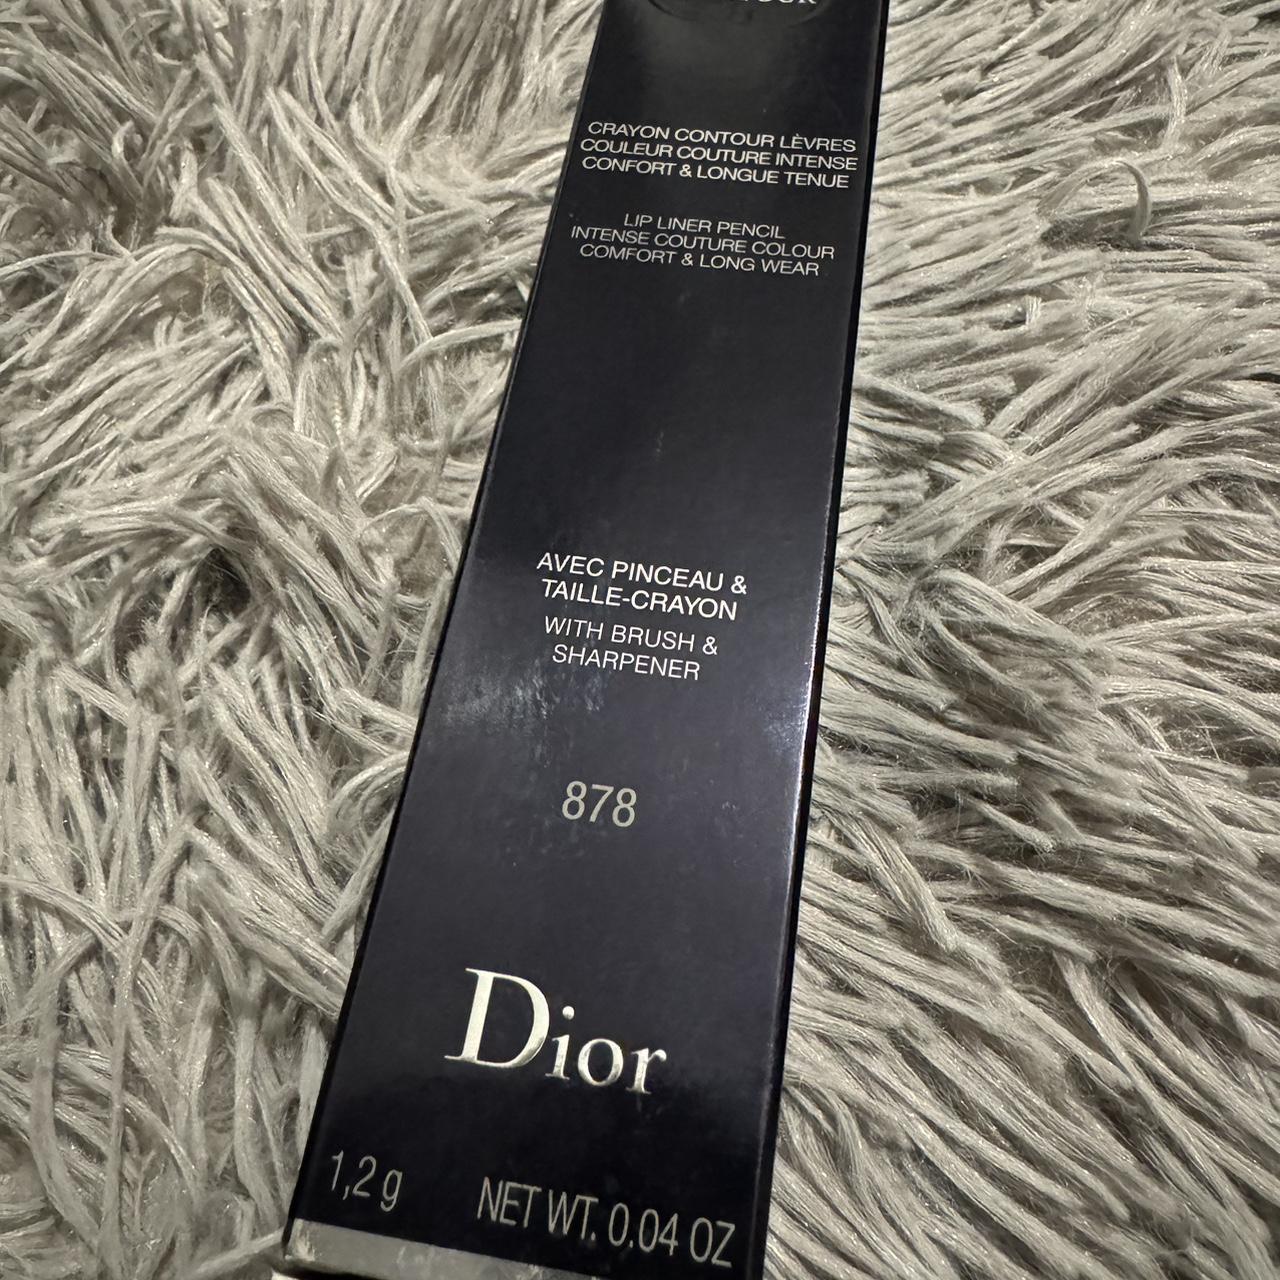 CRAYON CONTOUR LÈVRES
COULEUR COUTURE INTENSE
CONFORT & LONGUE TENUE
LIP LINER PENCIL
INTENSE COUTURE COLOUR
COMFORT & LONG WEAR
AVEC PINCEAU &
TAILLE-CRAYON
WITH BRUSH &
SHARPENER
878
Dior
1,2 g NET WT. 0.04 OZ